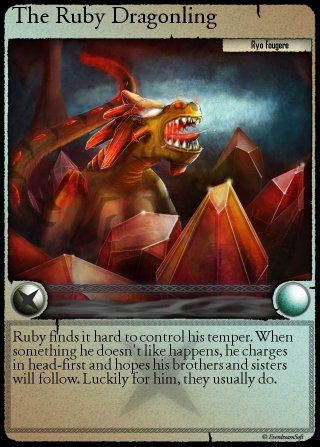 The Ruby Dragonling
Ryo Fougere
Ruby finds it hard to control his temper. When
something he doesn't like happens, he charges
in head-first and hopes his brothers and sisters
will follow. Luckily for him, they usually do.
© EverdreamSoft